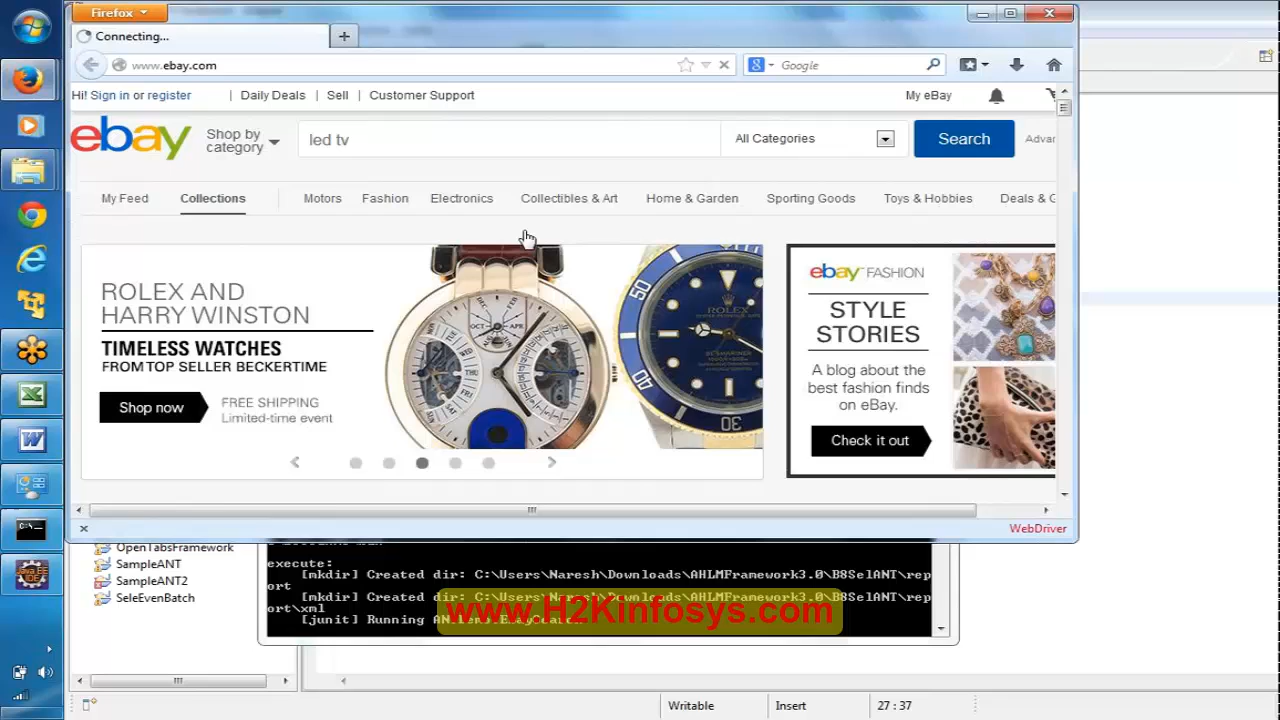 Firefox
Connecting...
www.ebay.com
Google
Hi! Sign in or register
Daily Deals
Sell
Customer Support
My eBay
ebay
Shop by
category
led tv
All Categories
Search
Advan
My Feed
Collections
Motors
Fashion
Electronics
Collectibles & Art
Home & Garden
Sporting Goods
Toys & Hobbies
Deals & G
ROLEX AND
HARRY WINSTON
TIMELESS WATCHES
FROM TOP SELLER BECKERTIME
Shop now
FREE SHIPPING
Limited-time event
ROLEX
ebay FASHION
STYLE
STORIES
A blog about the
best fashion finds
on eBay.
Check it out
WebDriver
OpenTabsFramework
SampleANT
SampleANT2
SeleEvenBatch
execute:
[mkdir] Created dir: C:\Users\Naresh\Downloads\AHLMFramework3.0\B8SelANT\rep
ort
[mkdir] Created dir: C:\Users\Naresh\Downloads\AHLMFramework3.0\B8SelANT\rep
ort\xml
[junit] Running
www.H2Kinfosys.com
Writable
Insert
27 : 37